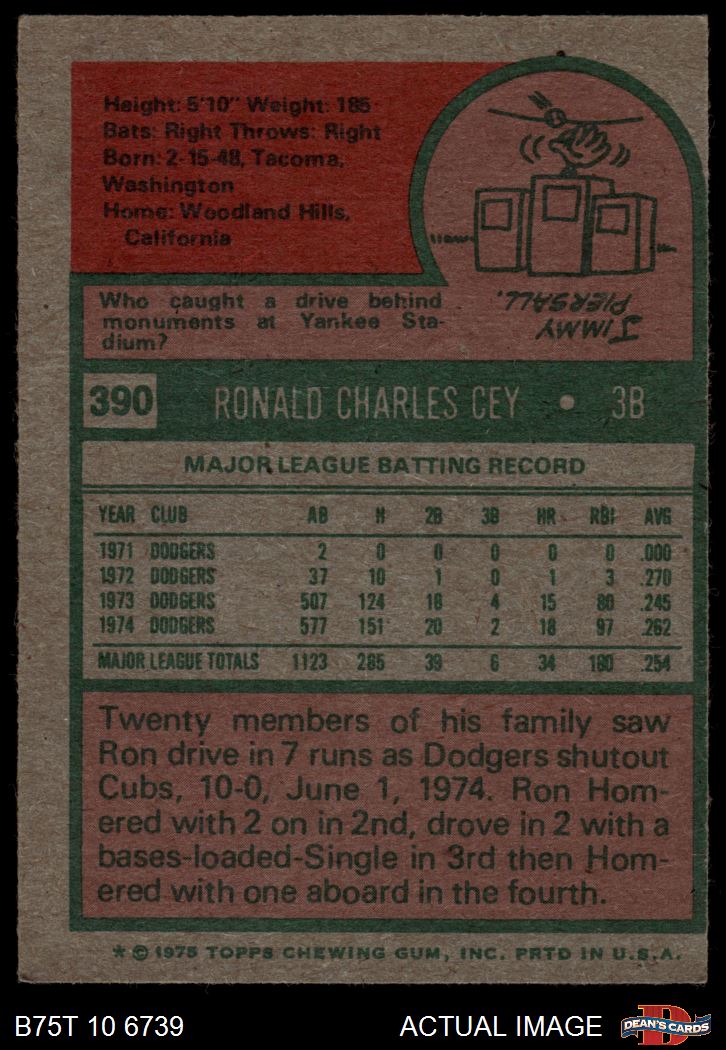 Height: 5'10" Weight: 185
Bats: Right Throws: Right
Born: 2-15-48, Tacoma,
Washington
Home: Woodland Hills,
California
Who caught a drive behind
monuments at Yankee Sta-
dium?
JIMMY
PIERSALL.
390 RONALD CHARLES CEY • 3B
MAJOR LEAGUE BATTING RECORD
YEAR CLUB AB H 2B 3B HR RBI AVG
1971 DODGERS 2 0 0 0 0 0 .000
1972 DODGERS 37 10 1 0 1 3 .270
1973 DODGERS 507 124 18 4 15 80 .245
1974 DODGERS 577 151 20 2 18 97 .262
MAJOR LEAGUE TOTALS 1123 285 39 6 34 180 .254
Twenty members of his family saw
Ron drive in 7 runs as Dodgers shutout
Cubs, 10-0, June 1, 1974. Ron Hom-
ered with 2 on in 2nd, drove in 2 with a
bases-loaded-Single in 3rd then Hom-
ered with one aboard in the fourth.
* © 1975 TOPPS CHEWING GUM, INC. PRTD IN U.S.A.
B75T 10 6739 ACTUAL IMAGE
D
DEAN'S CARDS